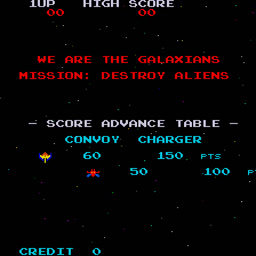 1UP HIGH SCORE
00 00
WE ARE THE GALAXIANS
MISSION: DESTROY ALIENS
– SCORE ADVANCE TABLE –
CONVOY CHARGER
60 150 PTS
50 100 P
CREDIT 0